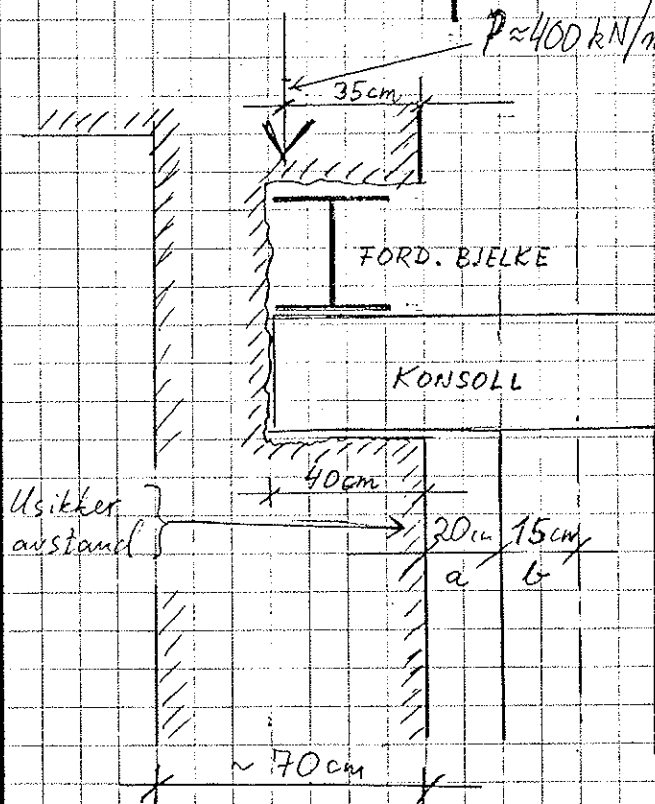 P≈400 kN/
35cm
FORD. BJELKE
KONSOLL
40cm
Usikker
avstand
20cm 15cm
a b
~ 70cm